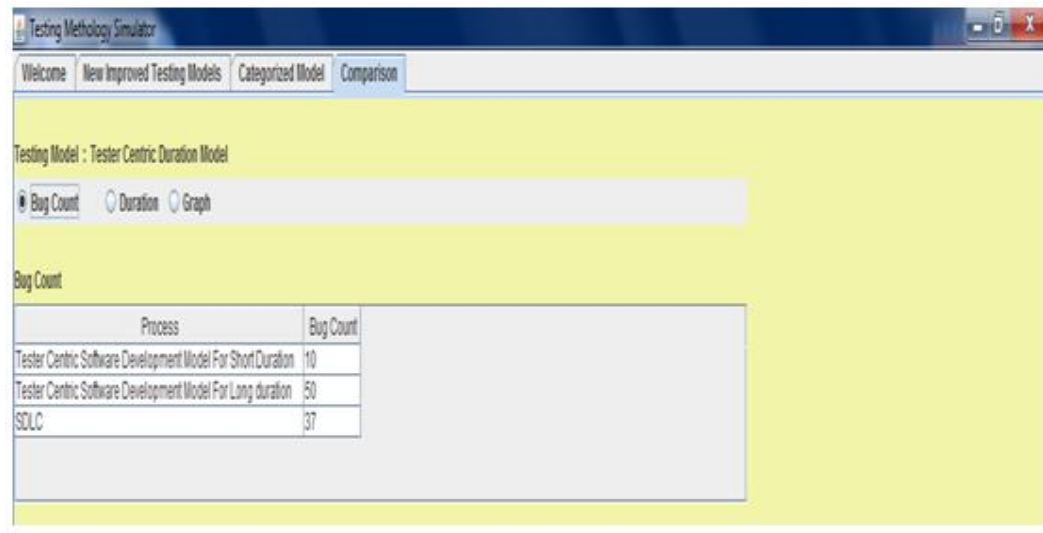 Testing Methology Simulator
Welcome New Improved Testing Models Categorized Model Comparison
Testing Model : Tester Centric Duration Model
Bug Count Duration Graph
Bug Count
Process Bug Count
Tester Centric Software Development Model For Short Duration 10
Tester Centric Software Development Model For Long duration 50
SDLC 37